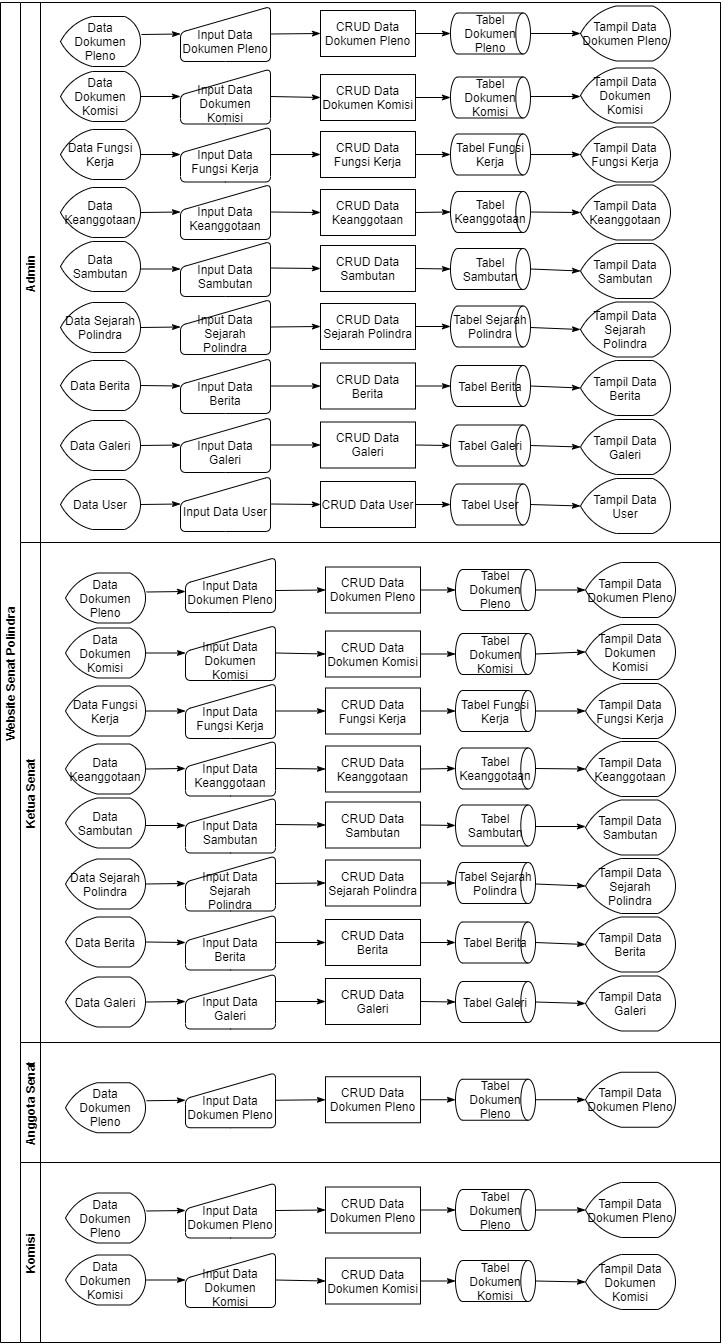 Website Senat Polindra
Admin
Data
Dokumen
Pleno
Input Data
Dokumen Pleno
CRUD Data
Dokumen Pleno
Tabel
Dokumen
Pleno
Tampil Data
Dokumen Pleno
Data
Dokumen
Komisi
Input Data
Dokumen
Komisi
CRUD Data
Dokumen Komisi
Tabel
Dokumen
Komisi
Tampil Data
Dokumen
Komisi
Data Fungsi
Kerja
Input Data
Fungsi Kerja
CRUD Data
Fungsi Kerja
Tabel Fungsi
Kerja
Tampil Data
Fungsi Kerja
Data
Keanggotaan
Input Data
Keanggotaan
CRUD Data
Keanggotaan
Tabel
Keanggotaan
Tampil Data
Keanggotaan
Data
Sambutan
Input Data
Sambutan
CRUD Data
Sambutan
Tabel
Sambutan
Tampil Data
Sambutan
Data Sejarah
Polindra
Input Data
Sejarah
Polindra
CRUD Data
Sejarah Polindra
Tabel Sejarah
Polindra
Tampil Data
Sejarah
Polindra
Data Berita
Input Data
Berita
CRUD Data
Berita
Tabel Berita
Tampil Data
Berita
Data Galeri
Input Data
Galeri
CRUD Data
Galeri
Tabel Galeri
Tampil Data
Galeri
Data User
Input Data User
CRUD Data User
Tabel User
Tampil Data
User
Ketua Senat
Data
Dokumen
Pleno
Input Data
Dokumen Pleno
CRUD Data
Dokumen Pleno
Tabel
Dokumen
Pleno
Tampil Data
Dokumen Pleno
Data
Dokumen
Komisi
Input Data
Dokumen
Komisi
CRUD Data
Dokumen Komisi
Tabel
Dokumen
Komisi
Tampil Data
Dokumen
Komisi
Data Fungsi
Kerja
Input Data
Fungsi Kerja
CRUD Data
Fungsi Kerja
Tabel Fungsi
Kerja
Tampil Data
Fungsi Kerja
Data
Keanggotaan
Input Data
Keanggotaan
CRUD Data
Keanggotaan
Tabel
Keanggotaan
Tampil Data
Keanggotaan
Data
Sambutan
Input Data
Sambutan
CRUD Data
Sambutan
Tabel
Sambutan
Tampil Data
Sambutan
Data Sejarah
Polindra
Input Data
Sejarah
Polindra
CRUD Data
Sejarah Polindra
Tabel Sejarah
Polindra
Tampil Data
Sejarah
Polindra
Data Berita
Input Data
Berita
CRUD Data
Berita
Tabel Berita
Tampil Data
Berita
Data Galeri
Input Data
Galeri
CRUD Data
Galeri
Tabel Galeri
Tampil Data
Galeri
Anggota Senat
Data
Dokumen
Pleno
Input Data
Dokumen Pleno
CRUD Data
Dokumen Pleno
Tabel
Dokumen
Pleno
Tampil Data
Dokumen Pleno
Komisi
Data
Dokumen
Pleno
Input Data
Dokumen Pleno
CRUD Data
Dokumen Pleno
Tabel
Dokumen
Pleno
Tampil Data
Dokumen Pleno
Data
Dokumen
Komisi
Input Data
Dokumen
Komisi
CRUD Data
Dokumen Komisi
Tabel
Dokumen
Komisi
Tampil Data
Dokumen
Komisi